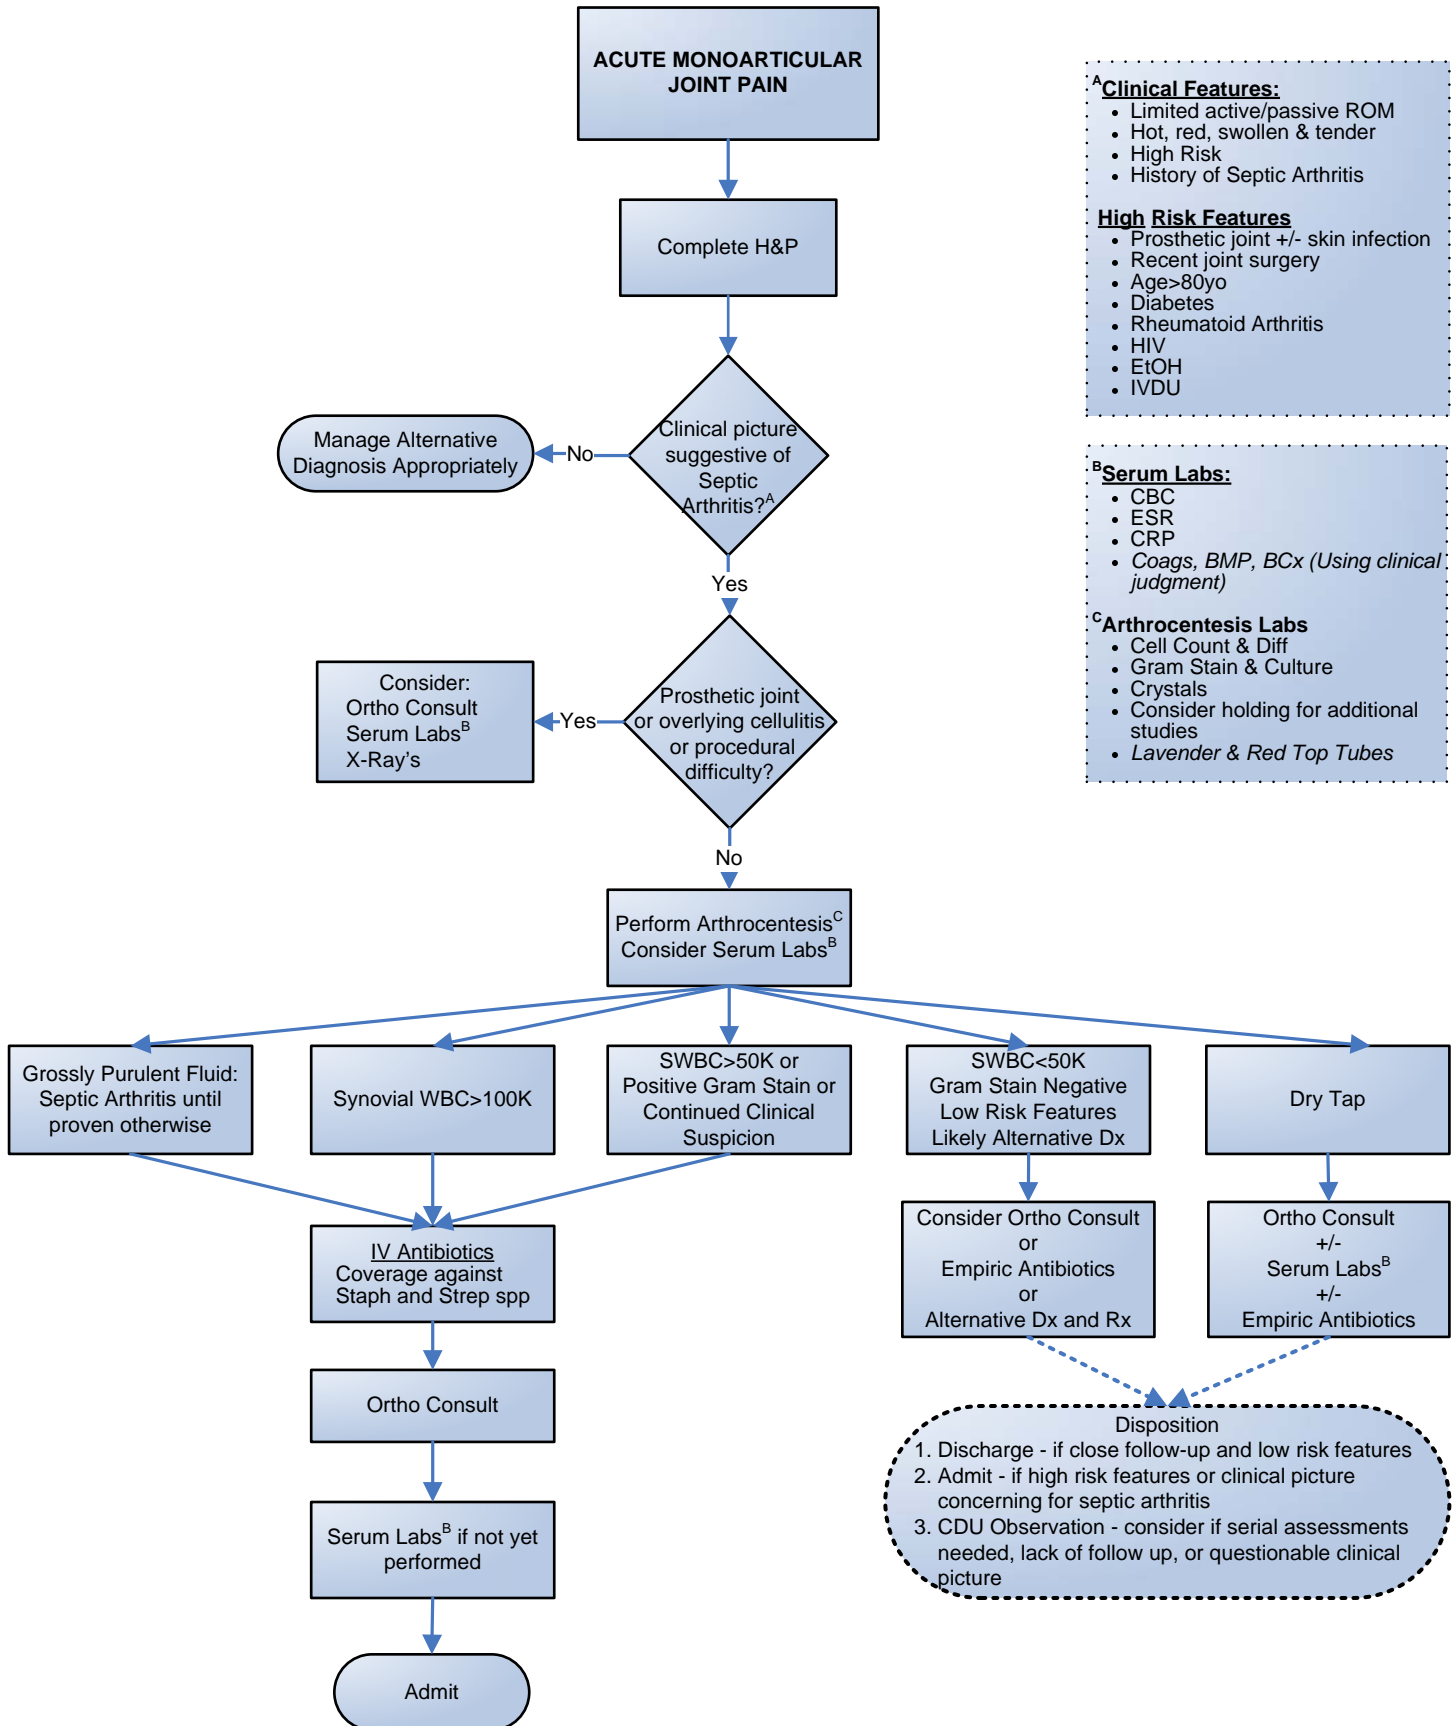 ACUTE MONOARTICULAR
JOINT PAIN
Complete H&P
Clinical picture
suggestive of
Septic
Arthritis?A
No
Manage Alternative
Diagnosis Appropriately
Yes
Prosthetic joint
or overlying cellulitis
or procedural
difficulty?
Yes
Consider:
Ortho Consult
Serum LabsB
X-Ray's
No
Perform ArthrocentesisC
Consider Serum LabsB
Grossly Purulent Fluid:
Septic Arthritis until
proven otherwise
Synovial WBC>100K
SWBC>50K or
Positive Gram Stain or
Continued Clinical
Suspicion
SWBC<50K
Gram Stain Negative
Low Risk Features
Likely Alternative Dx
Dry Tap
IV Antibiotics
Coverage against
Staph and Strep spp
Ortho Consult
Serum LabsB if not yet
performed
Admit
Consider Ortho Consult
or
Empiric Antibiotics
or
Alternative Dx and Rx
Ortho Consult
+/-
Serum LabsB
+/-
Empiric Antibiotics
Disposition
1. Discharge - if close follow-up and low risk features
2. Admit - if high risk features or clinical picture
concerning for septic arthritis
3. CDU Observation - consider if serial assessments
needed, lack of follow up, or questionable clinical
picture
AClinical Features:
• Limited active/passive ROM
• Hot, red, swollen & tender
• High Risk
• History of Septic Arthritis
High Risk Features
• Prosthetic joint +/- skin infection
• Recent joint surgery
• Age>80yo
• Diabetes
• Rheumatoid Arthritis
• HIV
• EtOH
• IVDU
BSerum Labs:
• CBC
• ESR
• CRP
• Coags, BMP, BCx (Using clinical
judgment)
CArthrocentesis Labs
• Cell Count & Diff
• Gram Stain & Culture
• Crystals
• Consider holding for additional
studies
• Lavender & Red Top Tubes